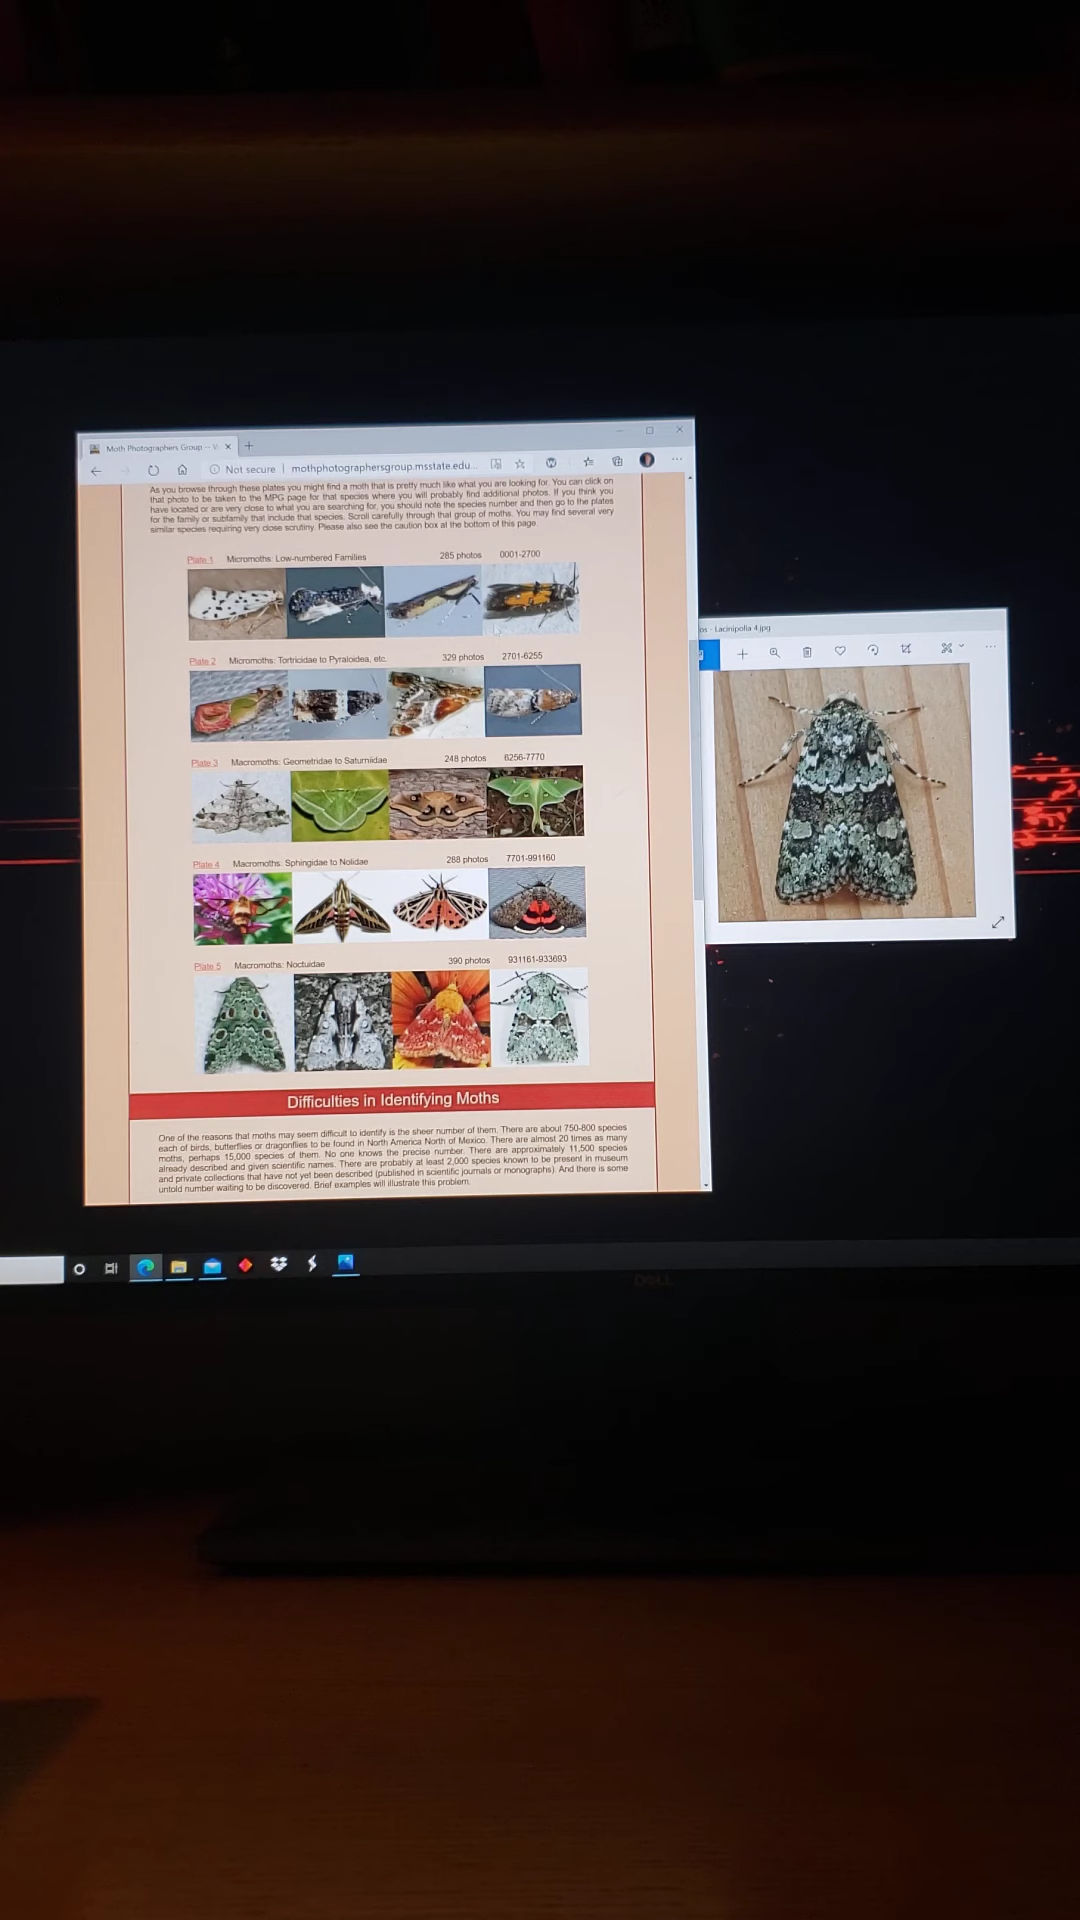 Moth Photographers Group -- V
Not secure | mothphotographersgroup.msstate.edu...
As you browse through these plates you might find a moth that is pretty much like what you are looking for. You can click on
that photo to be taken to the MPG page for that species where you will probably find additional photos. If you think you
have located or are very close to what you are searching for, you should note the species number and then go to the plates
for the family or subfamily that include that species. Scroll carefully through that group of moths. You may find several very
similar species requiring very close scrutiny. Please also see the caution box at the bottom of this page.
Plate 1 Micromoths: Low-numbered Families 285 photos 0001-2700
Plate 2 Micromoths: Tortricidae to Pyraloidea, etc. 329 photos 2701-6255
os - Lacinipolia 4.jpg
Plate 3 Macromoths: Geometridae to Saturniidae 248 photos 6256-7770
Plate 4 Macromoths: Sphingidae to Nolidae 288 photos 7701-991160
Plate 5 Macromoths: Noctuidae 390 photos 931161-933693
Difficulties in Identifying Moths
One of the reasons that moths may seem difficult to identify is the sheer number of them. There are about 750-800 species
each of birds, butterflies or dragonflies to be found in North America North of Mexico. There are almost 20 times as many
moths, perhaps 15,000 species of them. No one knows the precise number. There are approximately 11,500 species
already described and given scientific names. There are probably at least 2,000 species known to be present in museum
and private collections that have not yet been described (published in scientific journals or monographs). And there is some
untold number waiting to be discovered. Brief examples will illustrate this problem.
DELL